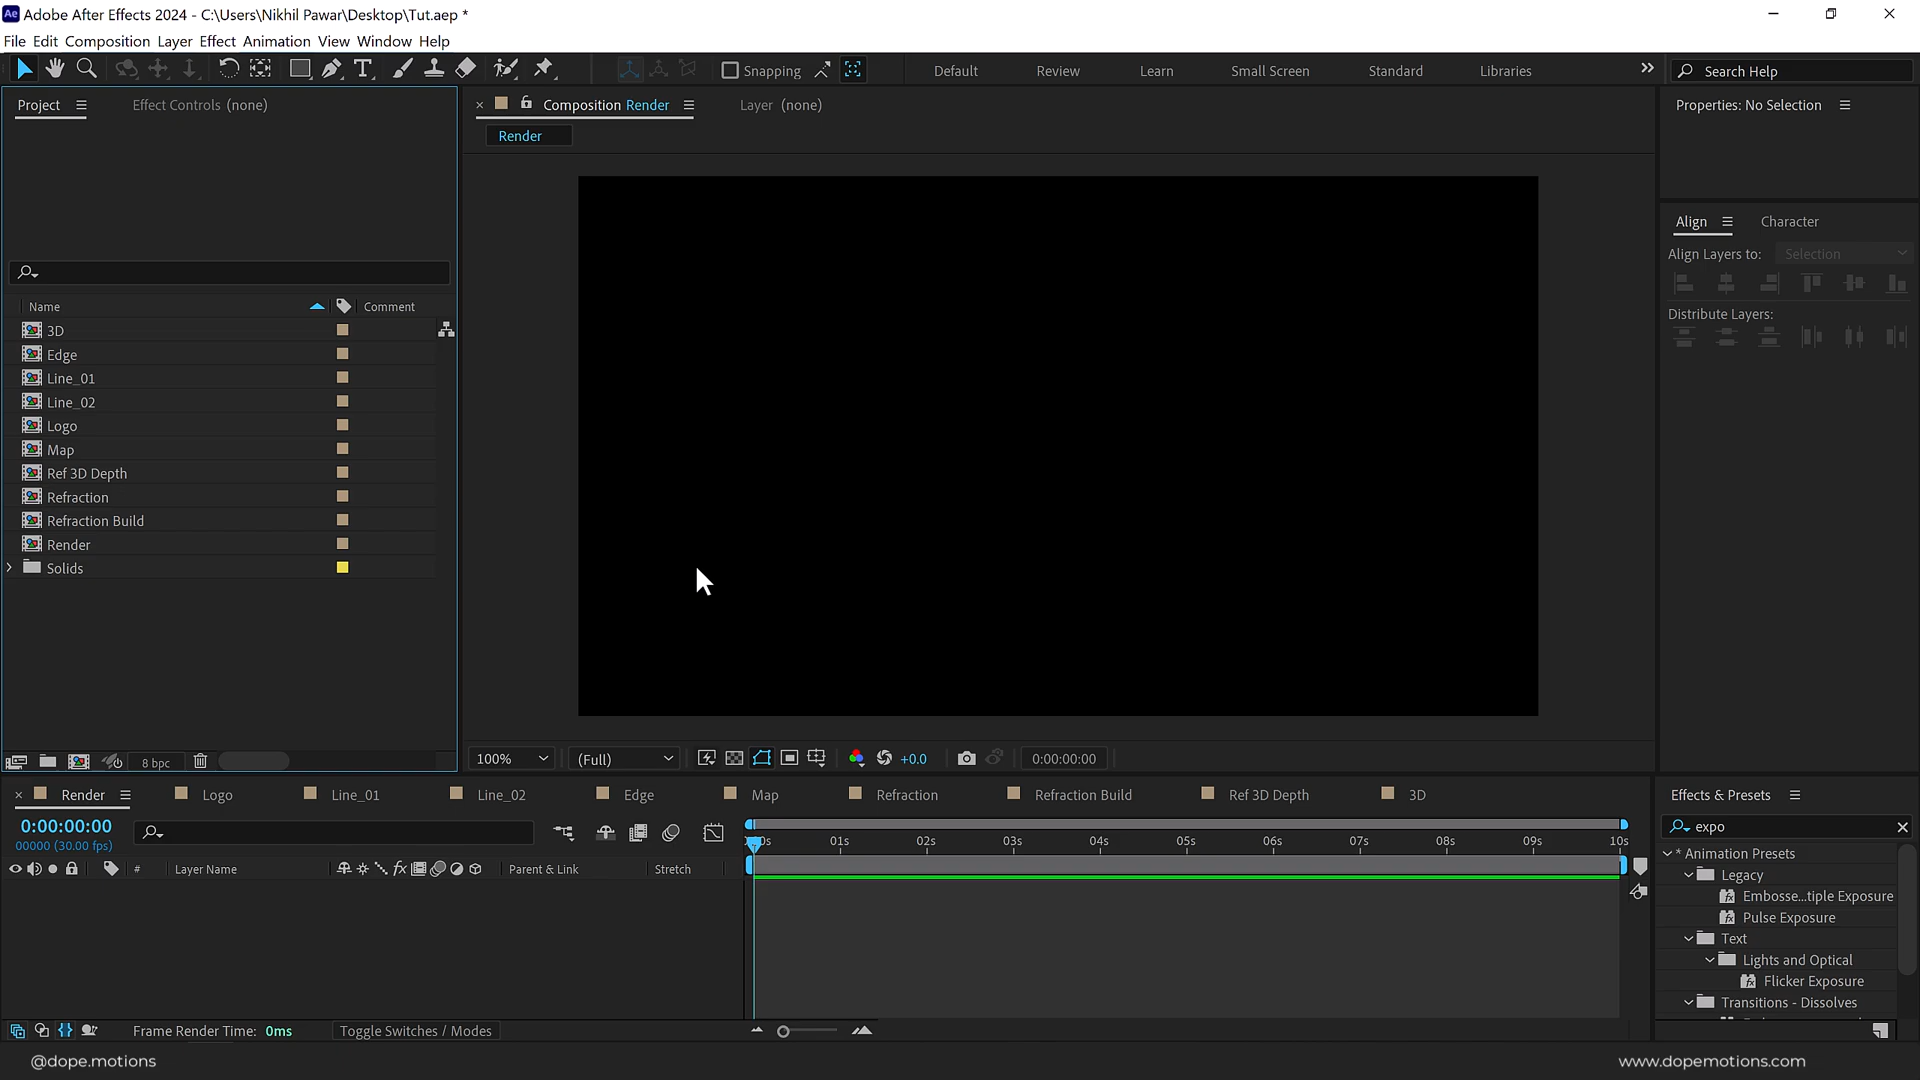 Adobe After Effects 2024 - C:\Users\Nikhil Pawar\Desktop\Tut.aep *
File Edit Composition Layer Effect Animation View Window Help
Snapping
Default Review Learn Small Screen Standard Libraries
Search Help
Project
Effect Controls (none)
Composition Render
Layer (none)
Render
Properties: No Selection
Align
Character
Align Layers to: Selection
Distribute Layers:
Name Comment
3D
Edge
Line_01
Line_02
Logo
Map
Ref 3D Depth
Refraction
Refraction Build
Render
Solids
8 bpc
100% (Full) +0.0 0:00:00:00
Render Logo Line_01 Line_02 Edge Map Refraction Refraction Build Ref 3D Depth 3D
0:00:00:00
00000 (30.00 fps)
01s 02s 03s 04s 05s 06s 07s 08s 09s 10s
# Layer Name fx Parent & Link Stretch
Effects & Presets
expo
* Animation Presets
Legacy
Embosse...tiple Exposure
Pulse Exposure
Text
Lights and Optical
Flicker Exposure
Transitions - Dissolves
Frame Render Time: 0ms
Toggle Switches / Modes
@dope.motions
www.dopemotions.com